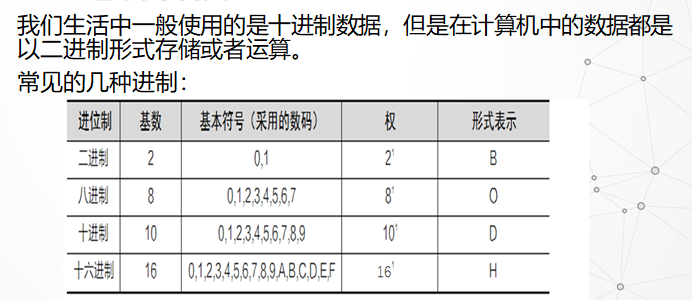 我们生活中一般使用的是十进制数据，但是在计算机中的数据都是
以二进制形式存储或者运算。
常见的几种进制：
进位制 基数 基本符号（采用的数码） 权 形式表示
二进制 2 0,1 2¹ B
八进制 8 0,1,2,3,4,5,6,7 8¹ O
十进制 10 0,1,2,3,4,5,6,7,8,9 10¹ D
十六进制 16 0,1,2,3,4,5,6,7,8,9,A,B,C,D,E,F 16¹ H